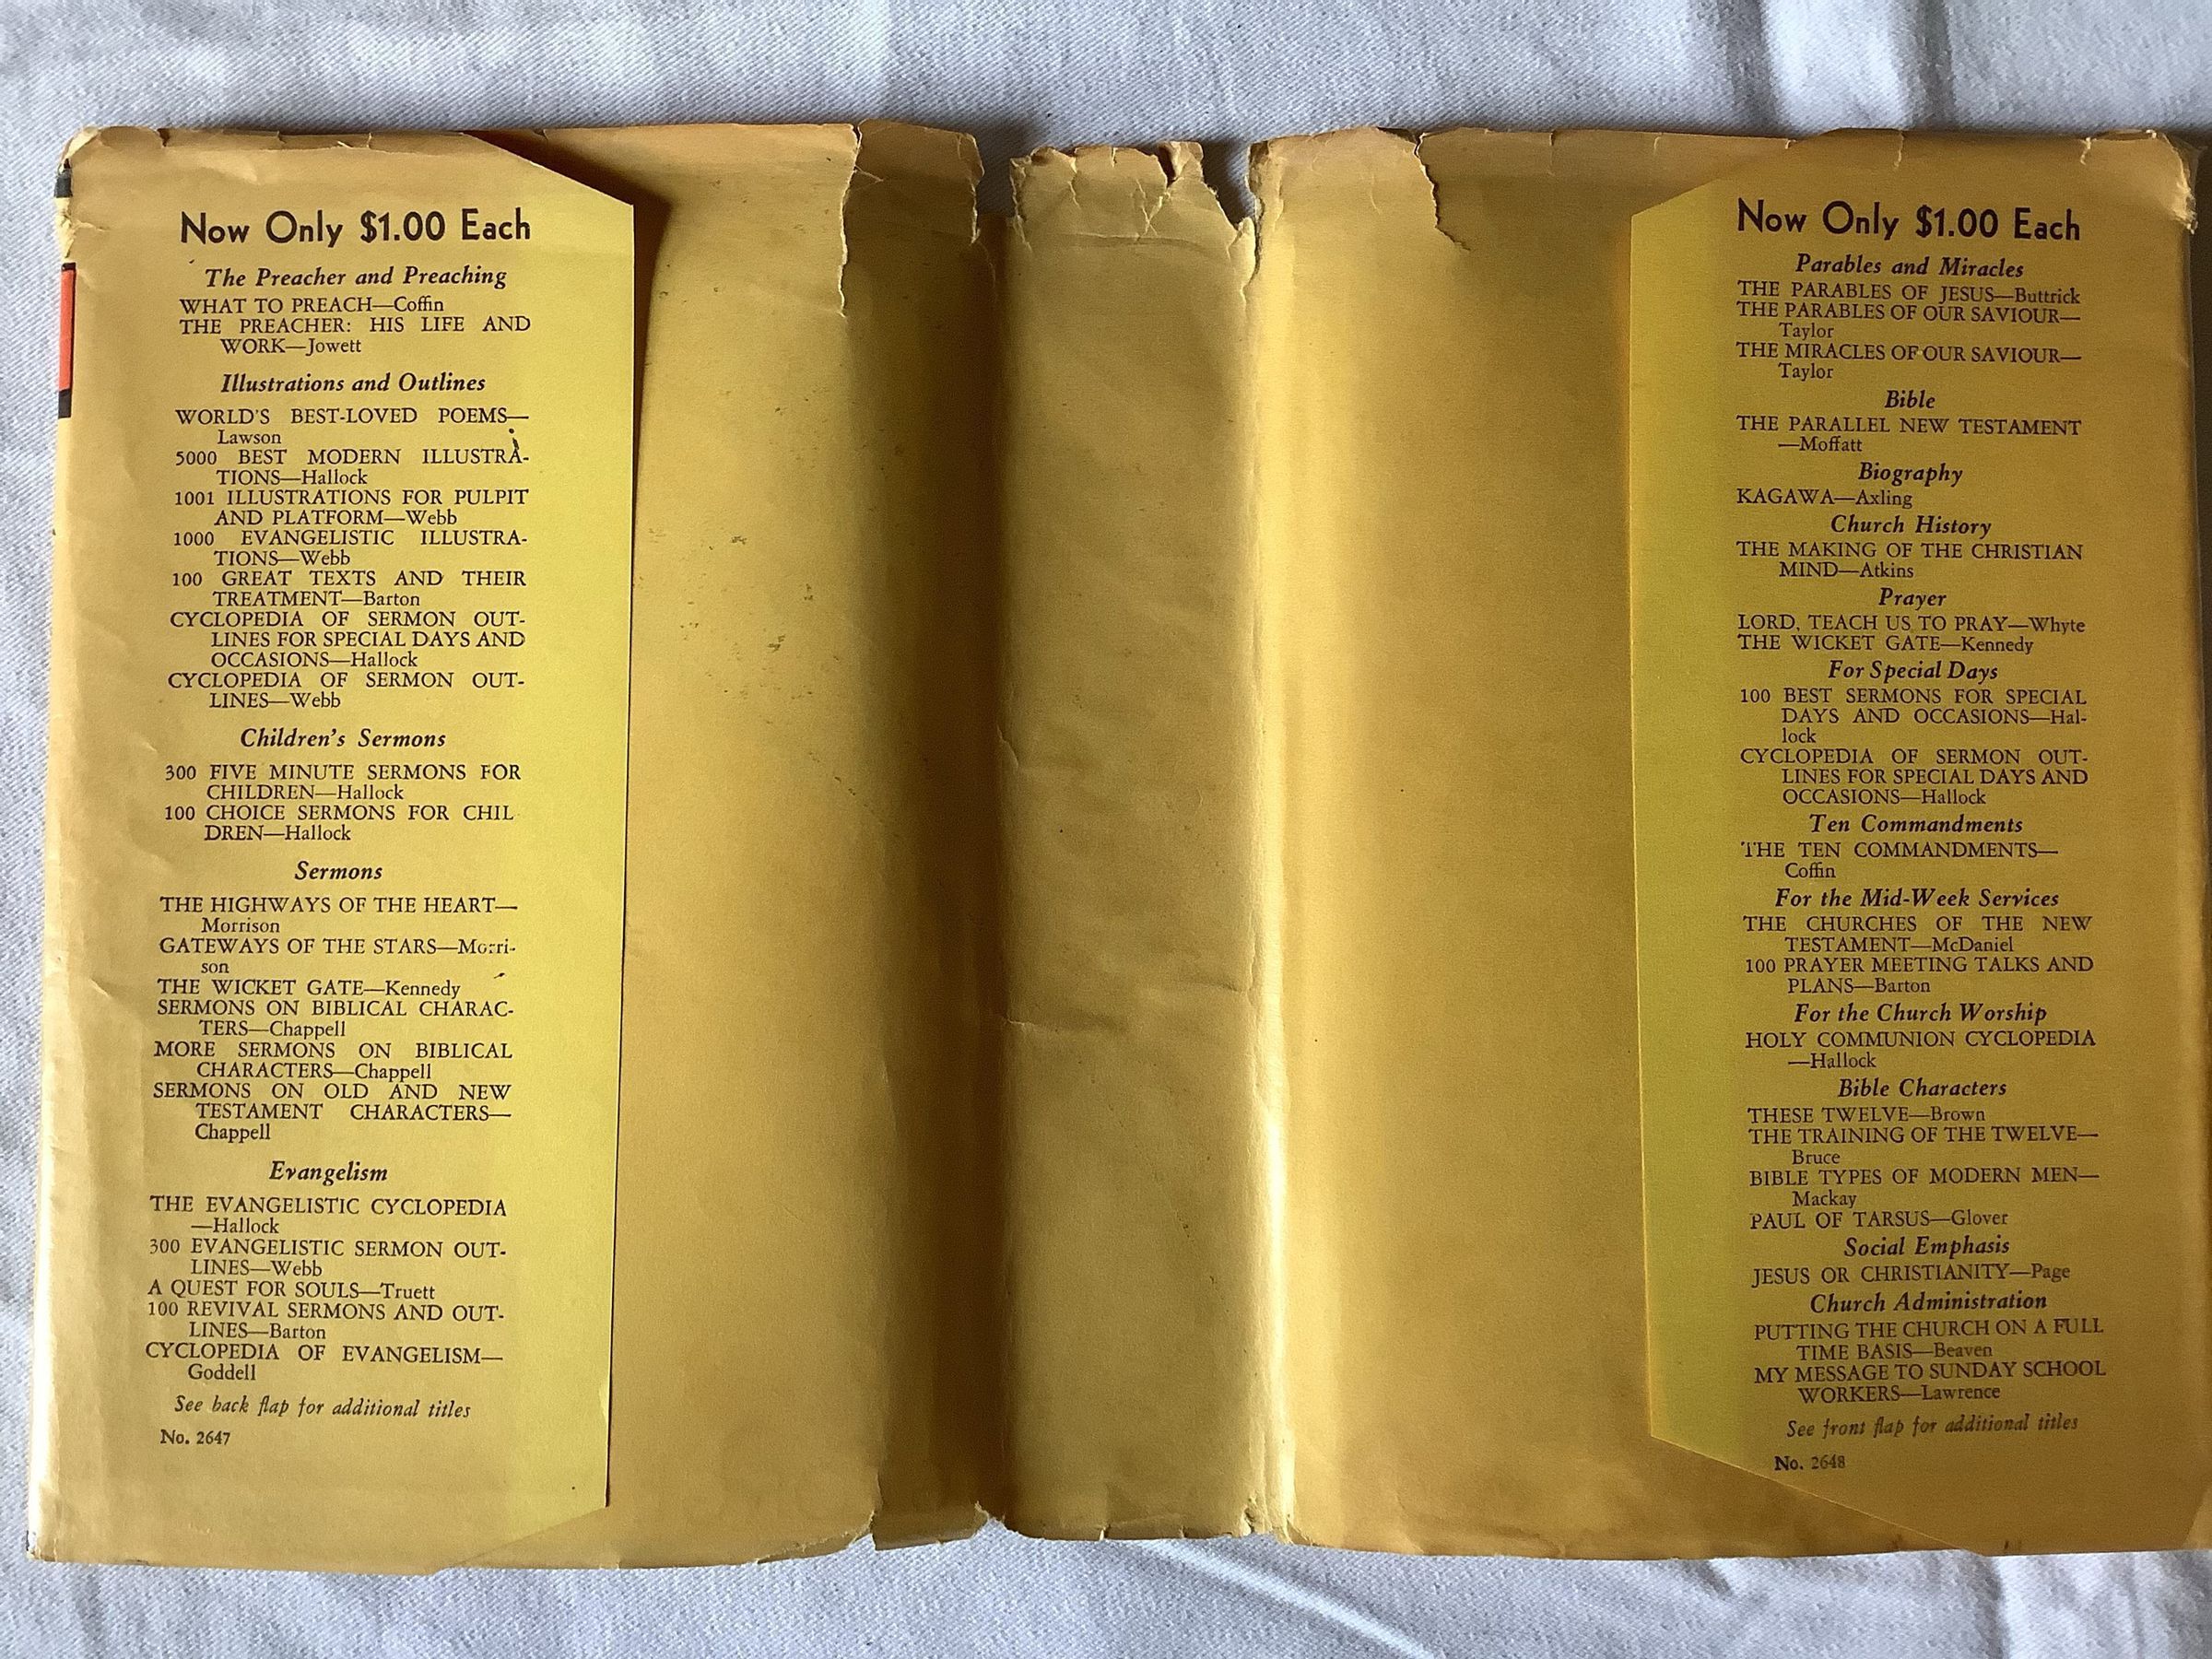 Now Only $1.00 Each
The Preacher and Preaching
WHAT TO PREACH—Coffin
THE PREACHER: HIS LIFE AND
WORK—Jowett
Illustrations and Outlines
WORLD'S BEST-LOVED POEMS—
Lawson
5000 BEST MODERN ILLUSTRA-
TIONS—Hallock
1001 ILLUSTRATIONS FOR PULPIT
AND PLATFORM—Webb
1000 EVANGELISTIC ILLUSTRA-
TIONS—Webb
100 GREAT TEXTS AND THEIR
TREATMENT—Barton
CYCLOPEDIA OF SERMON OUT-
LINES FOR SPECIAL DAYS AND
OCCASIONS—Hallock
CYCLOPEDIA OF SERMON OUT-
LINES—Webb
Children's Sermons
300 FIVE MINUTE SERMONS FOR
CHILDREN—Hallock
100 CHOICE SERMONS FOR CHIL
DREN—Hallock
Sermons
THE HIGHWAYS OF THE HEART—
Morrison
GATEWAYS OF THE STARS—Morri-
son
THE WICKET GATE—Kennedy
SERMONS ON BIBLICAL CHARAC-
TERS—Chappell
MORE SERMONS ON BIBLICAL
CHARACTERS—Chappell
SERMONS ON OLD AND NEW
TESTAMENT CHARACTERS—
Chappell
Evangelism
THE EVANGELISTIC CYCLOPEDIA
—Hallock
300 EVANGELISTIC SERMON OUT-
LINES—Webb
A QUEST FOR SOULS—Truett
100 REVIVAL SERMONS AND OUT-
LINES—Barton
CYCLOPEDIA OF EVANGELISM—
Goddell
See back flap for additional titles
No. 2647
Now Only $1.00 Each
Parables and Miracles
THE PARABLES OF JESUS—Buttrick
THE PARABLES OF OUR SAVIOUR—
Taylor
THE MIRACLES OF OUR SAVIOUR—
Taylor
Bible
THE PARALLEL NEW TESTAMENT
—Moffatt
Biography
KAGAWA—Axling
Church History
THE MAKING OF THE CHRISTIAN
MIND—Atkins
Prayer
LORD, TEACH US TO PRAY—Whyte
THE WICKET GATE—Kennedy
For Special Days
100 BEST SERMONS FOR SPECIAL
DAYS AND OCCASIONS—Hal-
lock
CYCLOPEDIA OF SERMON OUT-
LINES FOR SPECIAL DAYS AND
OCCASIONS—Hallock
Ten Commandments
THE TEN COMMANDMENTS—
Coffin
For the Mid-Week Services
THE CHURCHES OF THE NEW
TESTAMENT—McDaniel
100 PRAYER MEETING TALKS AND
PLANS—Barton
For the Church Worship
HOLY COMMUNION CYCLOPEDIA
—Hallock
Bible Characters
THESE TWELVE—Brown
THE TRAINING OF THE TWELVE—
Bruce
BIBLE TYPES OF MODERN MEN—
Mackay
PAUL OF TARSUS—Glover
Social Emphasis
JESUS OR CHRISTIANITY—Page
Church Administration
PUTTING THE CHURCH ON A FULL
TIME BASIS—Beaven
MY MESSAGE TO SUNDAY SCHOOL
WORKERS—Lawrence
See front flap for additional titles
No. 2648